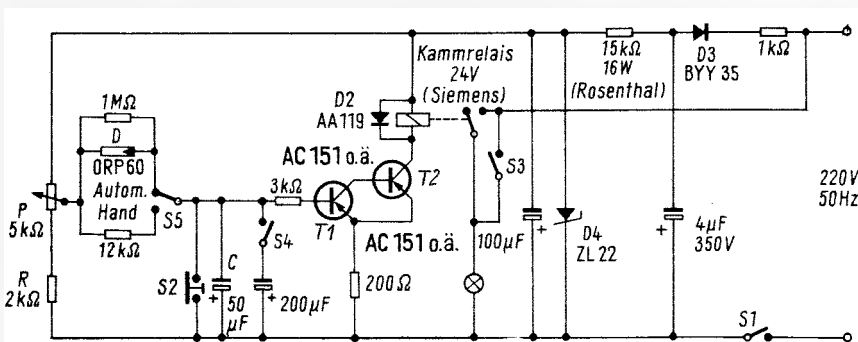 Kammrelais
24V
(Siemens)
15kΩ
16W
(Rosenthal)
D3
BYY 35
1kΩ
1MΩ
D
ORP60
Autom.
Hand
12kΩ
S5
P
5kΩ
R
2kΩ
D2
AA119
AC 151 o.ä.
T2
3kΩ
T1
AC 151 o.ä.
S4
S2
C
50
µF
+
200µF
+
200Ω
S3
100µF
+
D4
ZL 22
4µF
350V
+
220V
50Hz
S1